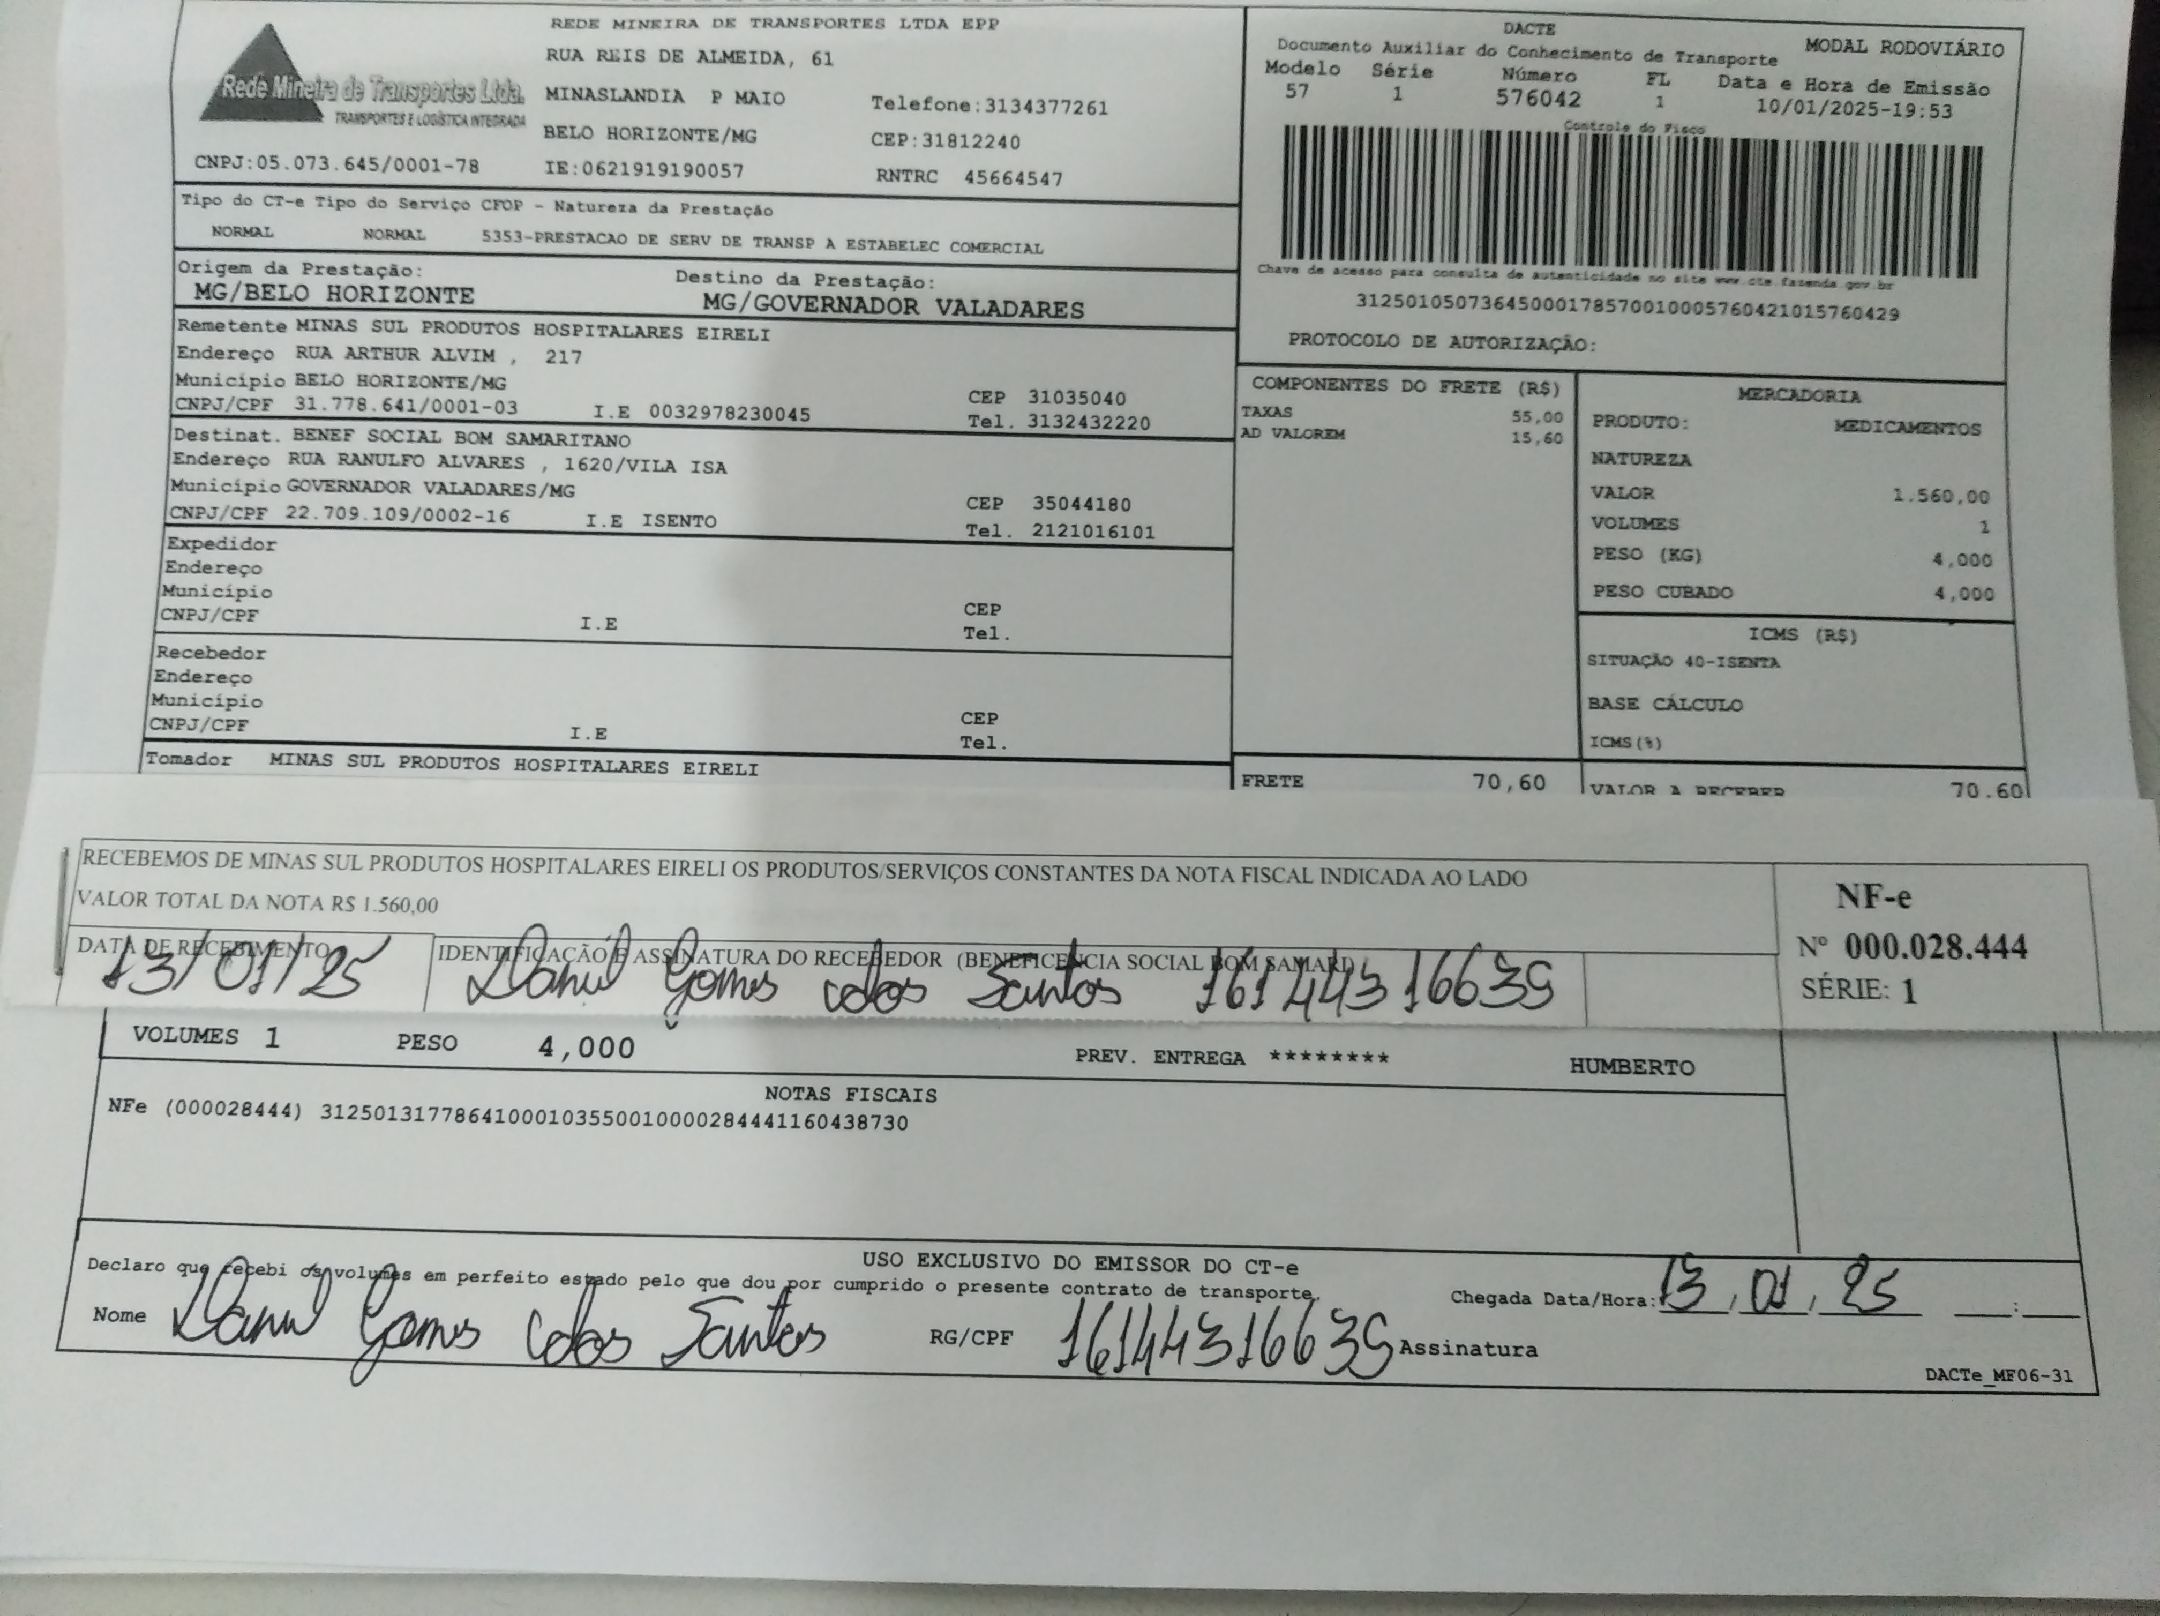 REDE MINEIRA DE TRANSPORTES LTDA EPP
RUA REIS DE ALMEIDA, 61
Rede Mineira de Transportes Ltda.
TRANSPORTES E LOGÍSTICA INTEGRADA
MINASLANDIA P MAIO Telefone:3134377261
BELO HORIZONTE/MG CEP:31812240
CNPJ:05.073.645/0001-78 IE:0621919190057 RNTRC 45664547
DACTE
Documento Auxiliar do Conhecimento de Transporte MODAL RODOVIÁRIO
Modelo Série Número FL Data e Hora de Emissão
57 1 576042 1 10/01/2025-19:53
Controle do Fisco
Chave de acesso para consulta de autenticidade no site www.cte.fazenda.gov.br
31250105073645000178570010005760421015760429
PROTOCOLO DE AUTORIZAÇÃO:
Tipo do CT-e Tipo do Serviço CFOP - Natureza da Prestação
NORMAL NORMAL 5353-PRESTACAO DE SERV DE TRANSP A ESTABELEC COMERCIAL
Origem da Prestação: Destino da Prestação:
MG/BELO HORIZONTE MG/GOVERNADOR VALADARES
Remetente MINAS SUL PRODUTOS HOSPITALARES EIRELI
Endereço RUA ARTHUR ALVIM , 217
Município BELO HORIZONTE/MG CEP 31035040
CNPJ/CPF 31.778.641/0001-03 I.E 0032978230045 Tel. 3132432220
Destinat. BENEF SOCIAL BOM SAMARITANO
Endereço RUA RANULFO ALVARES , 1620/VILA ISA
Município GOVERNADOR VALADARES/MG CEP 35044180
CNPJ/CPF 22.709.109/0002-16 I.E ISENTO Tel. 2121016101
Expedidor
Endereço
Município CEP
CNPJ/CPF I.E Tel.
Recebedor
Endereço
Município CEP
CNPJ/CPF I.E Tel.
Tomador MINAS SUL PRODUTOS HOSPITALARES EIRELI
COMPONENTES DO FRETE (R$)
TAXAS 55,00
AD VALOREM 15,60
FRETE 70,60
MERCADORIA
PRODUTO: MEDICAMENTOS
NATUREZA
VALOR 1.560,00
VOLUMES 1
PESO (KG) 4,000
PESO CUBADO 4,000
ICMS (R$)
SITUAÇÃO 40-ISENTA
BASE CÁLCULO
ICMS(%)
VALOR A RECEBER 70.60
RECEBEMOS DE MINAS SUL PRODUTOS HOSPITALARES EIRELI OS PRODUTOS/SERVIÇOS CONSTANTES DA NOTA FISCAL INDICADA AO LADO
VALOR TOTAL DA NOTA R$ 1.560,00
DATA DE RECEBIMENTO IDENTIFICAÇÃO E ASSINATURA DO RECEBEDOR (BENEFICENCIA SOCIAL BOM SAMARI)
13/01/25 Gomes dos Santos 16144316639
NF-e
Nº 000.028.444
SÉRIE: 1
VOLUMES 1 PESO 4,000 PREV. ENTREGA ******** HUMBERTO
NOTAS FISCAIS
NFe (000028444) 31250131778641000103550010000284441160438730
USO EXCLUSIVO DO EMISSOR DO CT-e
Declaro que recebi os volumes em perfeito estado pelo que dou por cumprido o presente contrato de transporte.
Chegada Data/Hora: 13, 01, 25 :
Nome Gomes dos Santos RG/CPF 16144316639 Assinatura
DACTe_MF06-31